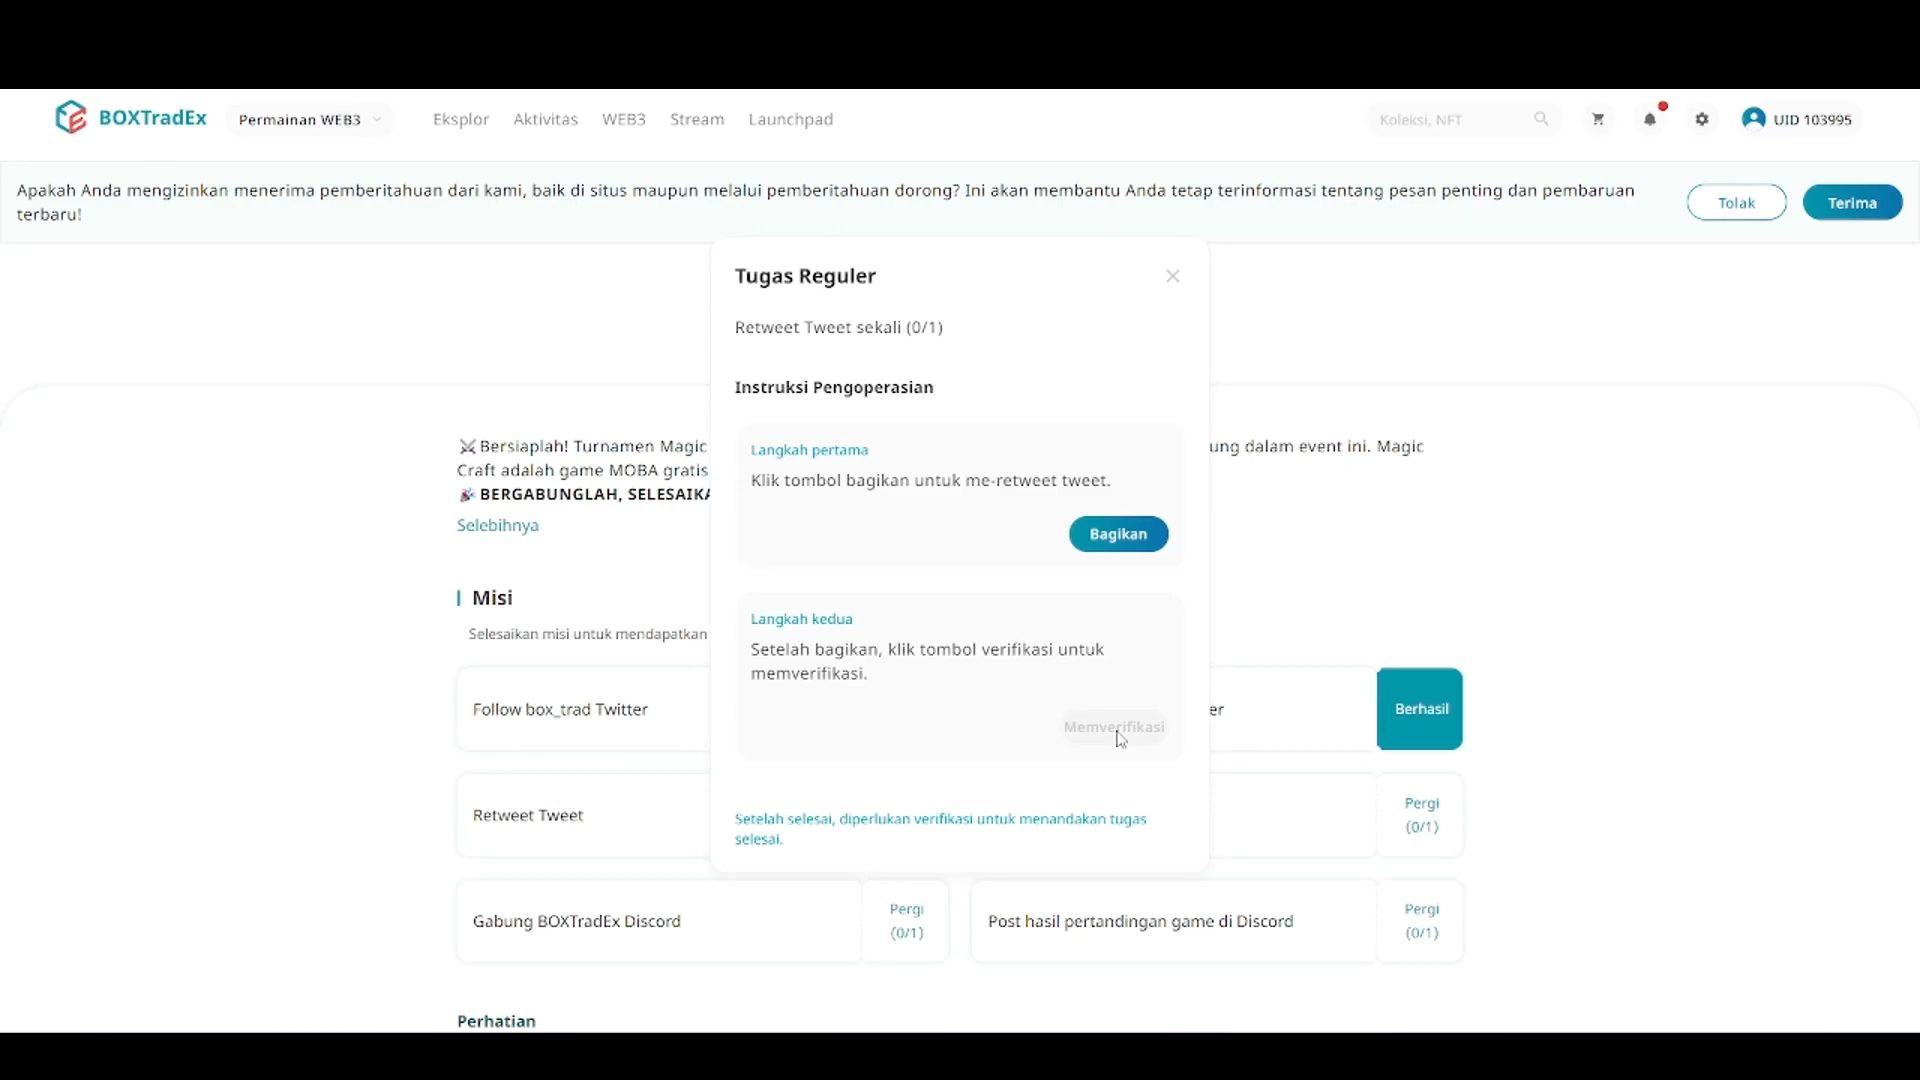 BOXTradEx
Permainan WEB3
Eksplor
Aktivitas
WEB3
Stream
Launchpad
Koleksi, NFT
UID 103995
Apakah Anda mengizinkan menerima pemberitahuan dari kami, baik di situs maupun melalui pemberitahuan dorong? Ini akan membantu Anda tetap terinformasi tentang pesan penting dan pembaruan
terbaru!
Tolak
Terima
Tugas Reguler
Retweet Tweet sekali (0/1)
Instruksi Pengoperasian
Langkah pertama
Klik tombol bagikan untuk me-retweet tweet.
Bagikan
Langkah kedua
Setelah bagikan, klik tombol verifikasi untuk
memverifikasi.
Memverifikasi
Setelah selesai, diperlukan verifikasi untuk menandakan tugas
selesai.
Bersiaplah! Turnamen Magic
ung dalam event ini. Magic
Craft adalah game MOBA gratis
BERGABUNGLAH, SELESAIKA
Selebihnya
Misi
Selesaikan misi untuk mendapatkan
Follow box_trad Twitter
er
Berhasil
Retweet Tweet
Pergi
(0/1)
Gabung BOXTradEx Discord
Pergi
(0/1)
Post hasil pertandingan game di Discord
Pergi
(0/1)
Perhatian